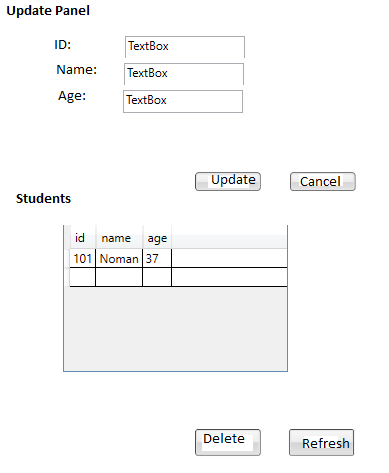 Update Panel
ID: TextBox
Name: TextBox
Age: TextBox
Update Cancel
Students
id name age
101 Noman 37
Delete Refresh